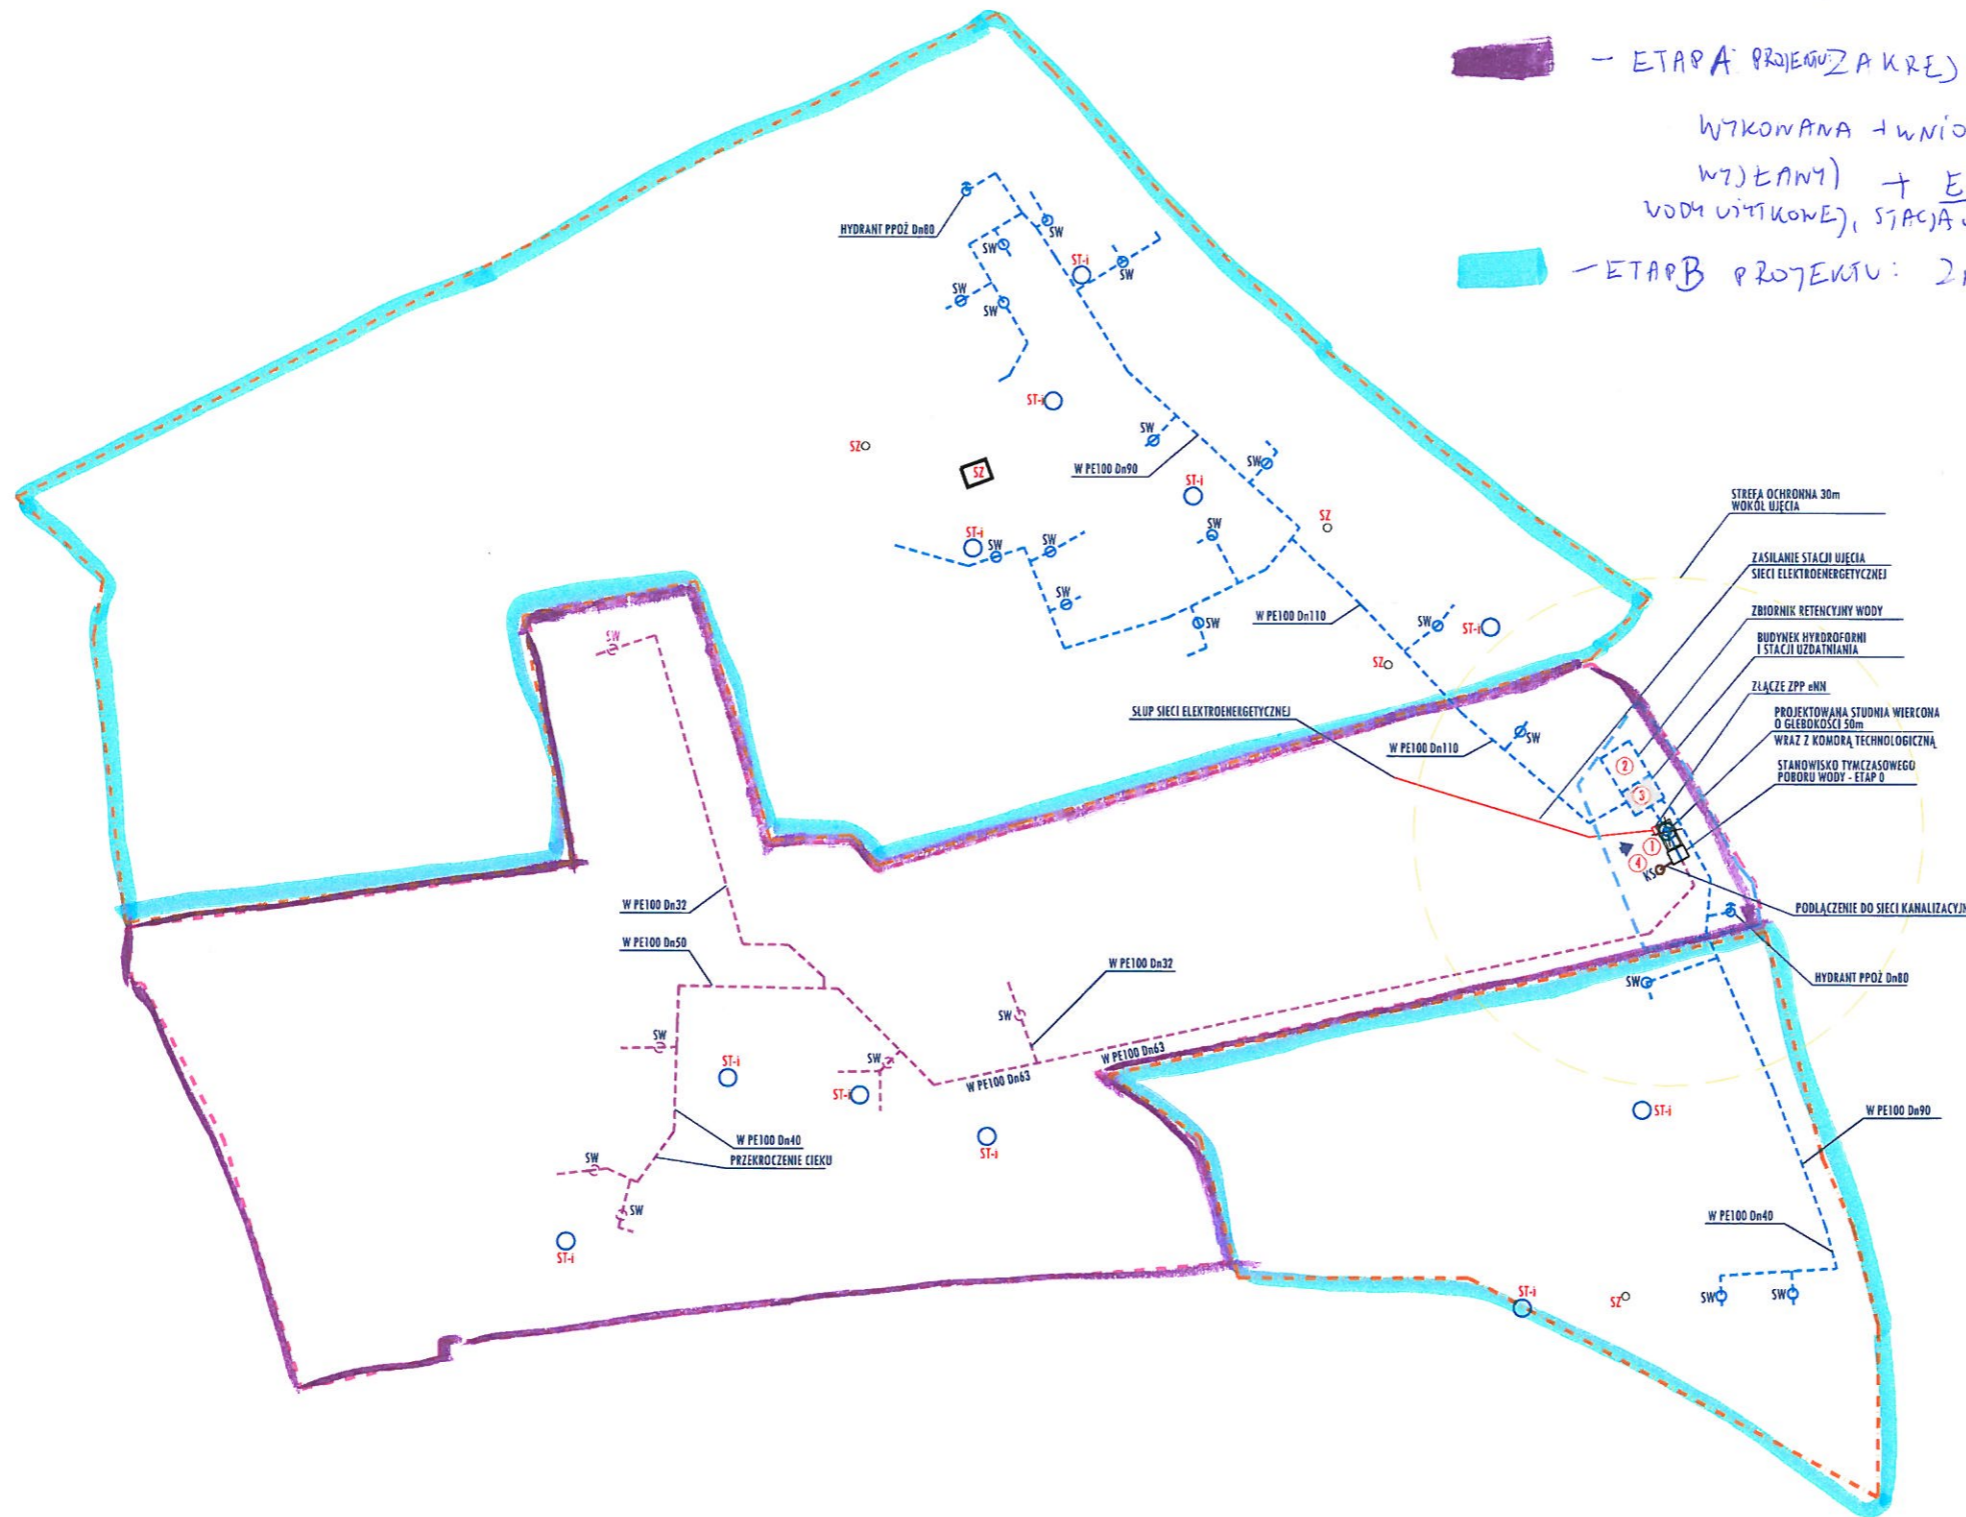 - ETAP A PROJEKTU ZAKRES
WYKONANA + WNIO
WYSŁANY) + E
WODY UŻYTKOWEJ, STACJA
- ETAP B PROJEKTU:
HYDRANT PPOŻ Dn80
SW
SW
ST-i
SW
SW
SW
ST-i
SW
SZ
SZ
W PE100 Dn90
SW
ST-i
SZ
STREFA OCHRONNA 30m
WOKÓŁ UJĘCIA
SW
ST-i
SW
SW
ZASILANIE STACJI UJĘCIA
SIECI ELEKTROENERGETYCZNEJ
SW
ZBIORNIK RETENCYJNY WODY
W PE100 Dn110
SW
SW
ST-i
BUDYNEK HYRDROFORNI
I STACJI UZDATNIANIA
SW
SZ
ZŁĄCZE ZPP eNN
SŁUP SIECI ELEKTROENERGETYCZNEJ
PROJEKTOWANA STUDNIA WIERCONA
O GŁEBOKOŚCI 50m
WRAZ Z KOMORĄ TECHNOLOGICZNĄ
W PE100 Dn110
SW
2
STANOWISKO TYMCZASOWEGO
POBORU WODY - ETAP 0
3
1
4
KS
W PE100 Dn32
PODŁĄCZENIE DO SIECI KANALIZACYJN
W PE100 Dn50
W PE100 Dn32
HYDRANT PPOŻ Dn80
SW
SW
SW
ST-i
SW
W PE100 Dn63
W PE100 Dn63
ST-i
ST-i
W PE100 Dn90
W PE100 Dn40
ST-i
PRZEKROCZENIE CIEKU
SW
SW
W PE100 Dn40
ST-i
ST-i
SZ
SW
SW